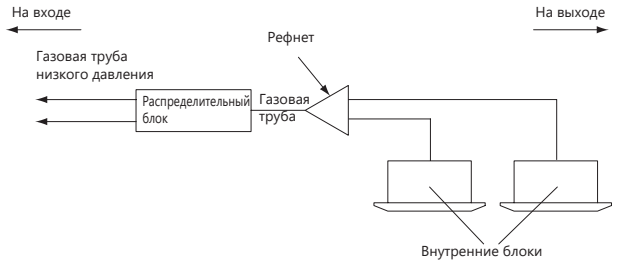 На входе
На выходе
Рефнет
Газовая труба
низкого давления
Распределительный
блок
Газовая
труба
Внутренние блоки